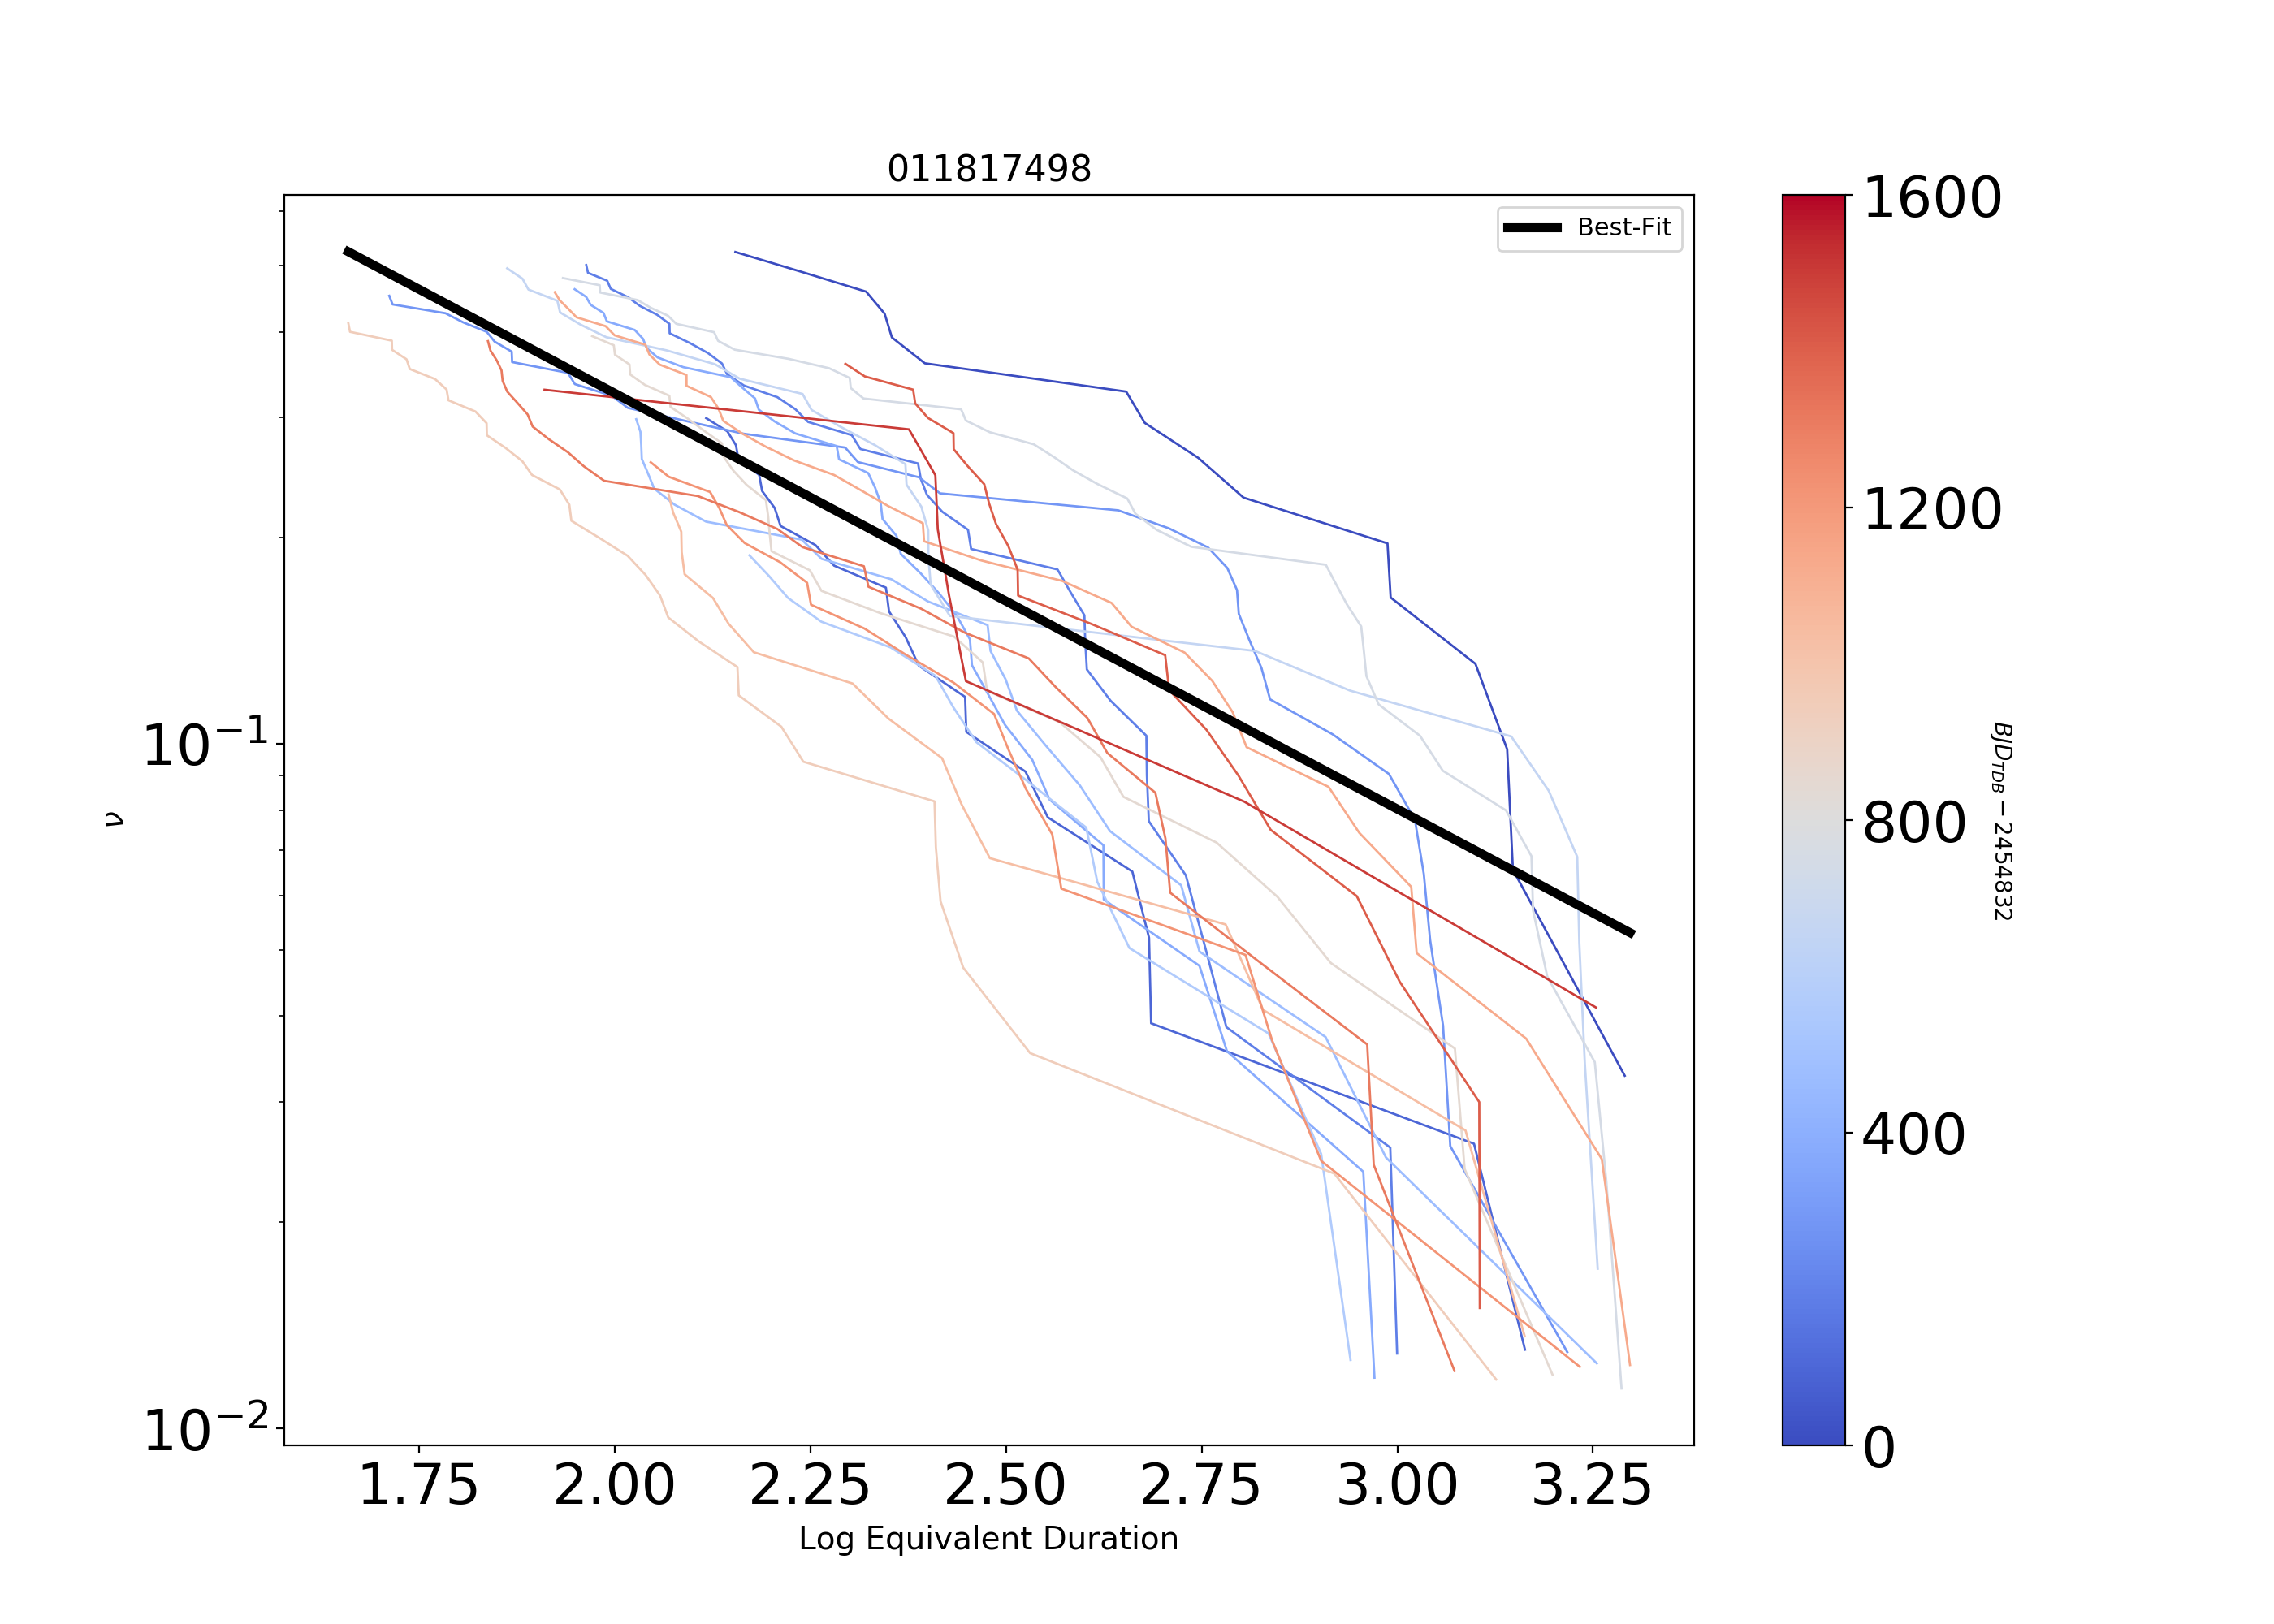 011817498
Best-Fit
10⁻¹
10⁻²
ν
1.75 2.00 2.25 2.50 2.75 3.00 3.25
Log Equivalent Duration
1600
1200
800
400
0
BJD_TDB − 2454832